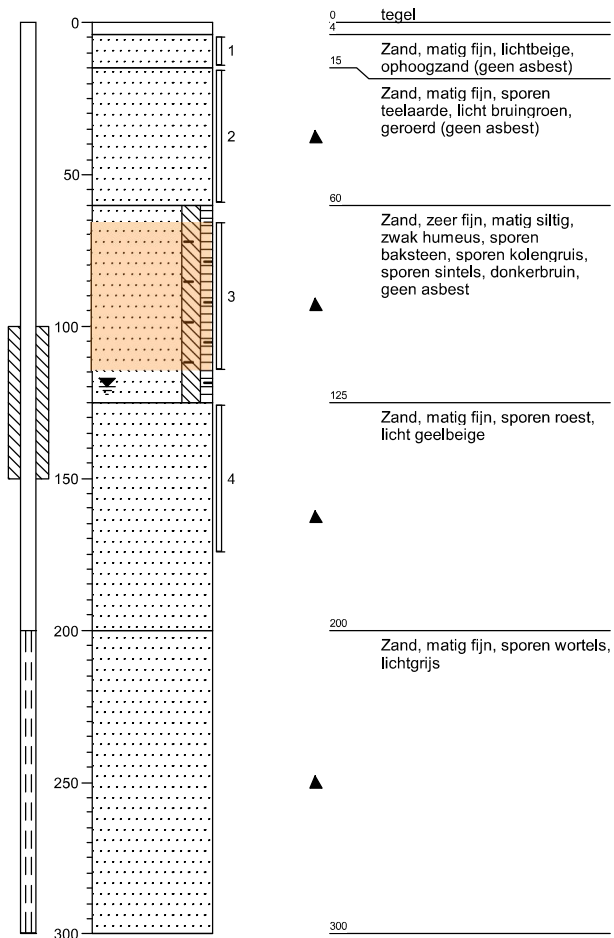 0
50
100
150
200
250
300
1
2
3
4
0
tegel
4
Zand, matig fijn, lichtbeige,
ophoogzand (geen asbest)
15
Zand, matig fijn, sporen
teelaarde, licht bruingroen,
geroerd (geen asbest)
60
Zand, zeer fijn, matig siltig,
zwak humeus, sporen
baksteen, sporen kolengruis,
sporen sintels, donkerbruin,
geen asbest
125
Zand, matig fijn, sporen roest,
licht geelbeige
200
Zand, matig fijn, sporen wortels,
lichtgrijs
300